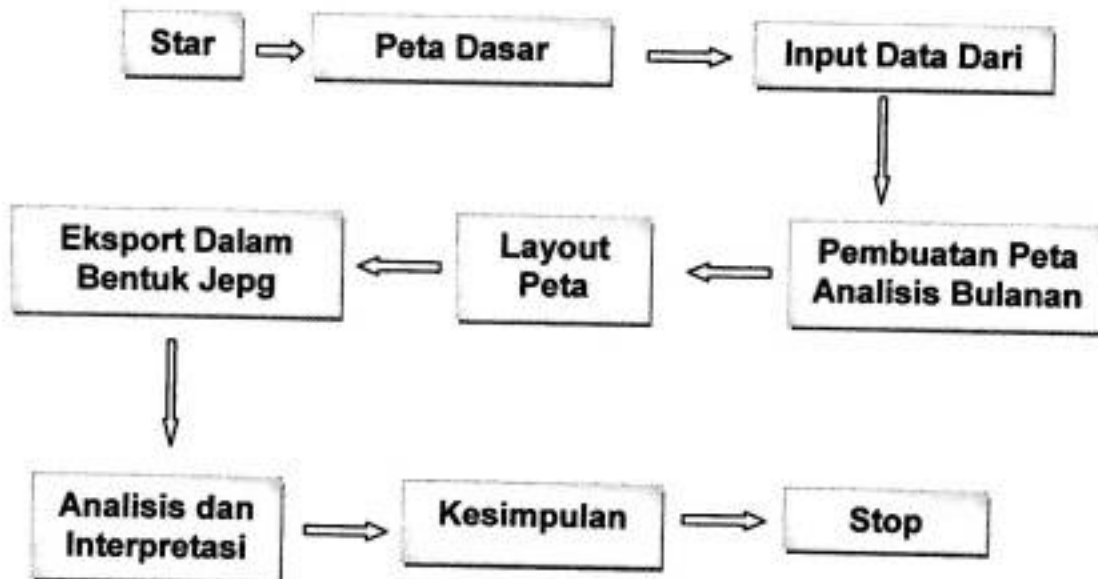 Star
Peta Dasar
Input Data Dari
Pembuatan Peta
Analisis Bulanan
Layout
Peta
Eksport Dalam
Bentuk Jepg
Analisis dan
Interpretasi
Kesimpulan
Stop